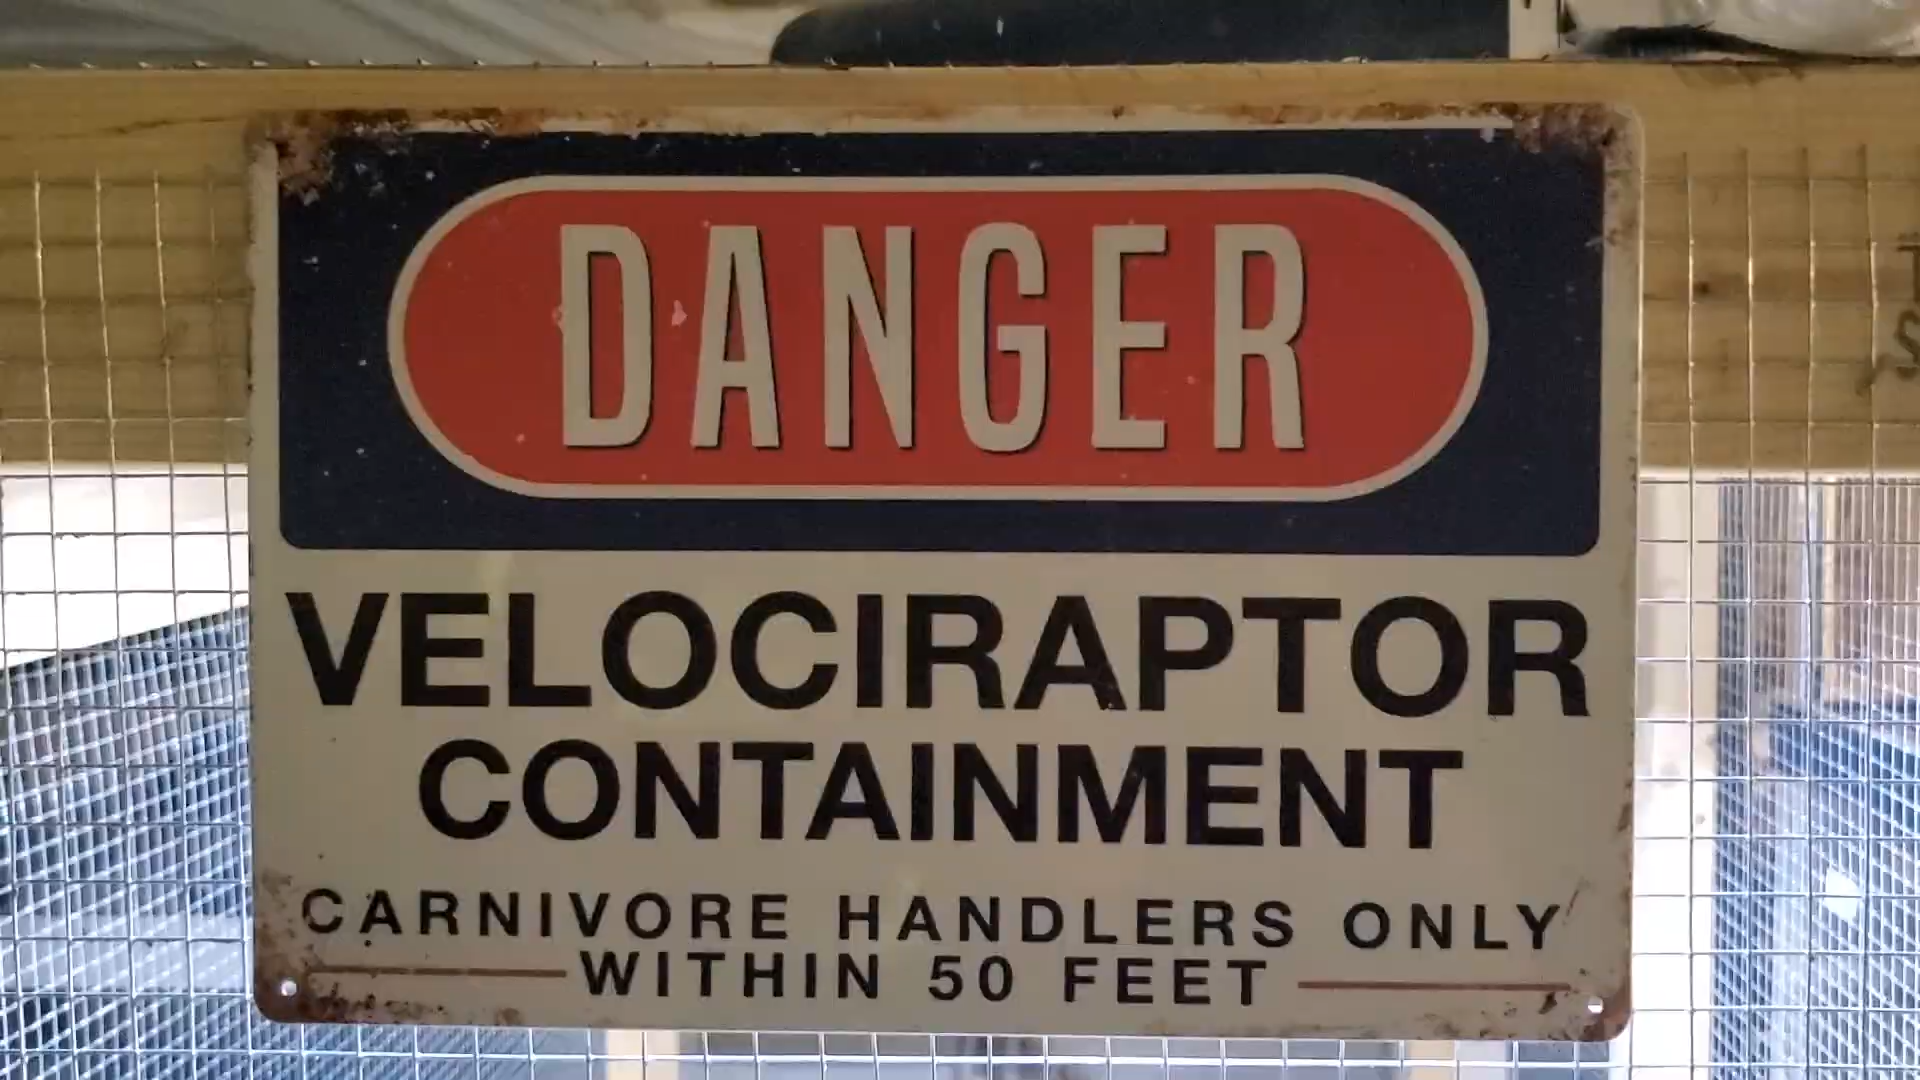 DANGER
VELOCIRAPTOR
CONTAINMENT
CARNIVORE HANDLERS ONLY
WITHIN 50 FEET